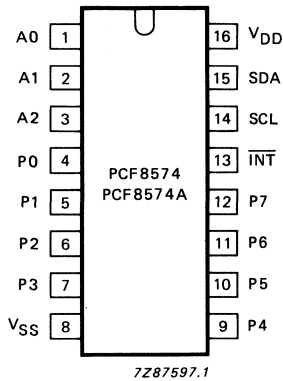 A0 1 16 VDD
A1 2 15 SDA
A2 3 14 SCL
P0 4 13 INT
PCF8574
PCF8574A
P1 5 12 P7
P2 6 11 P6
P3 7 10 P5
VSS 8 9 P4
7Z87597.1